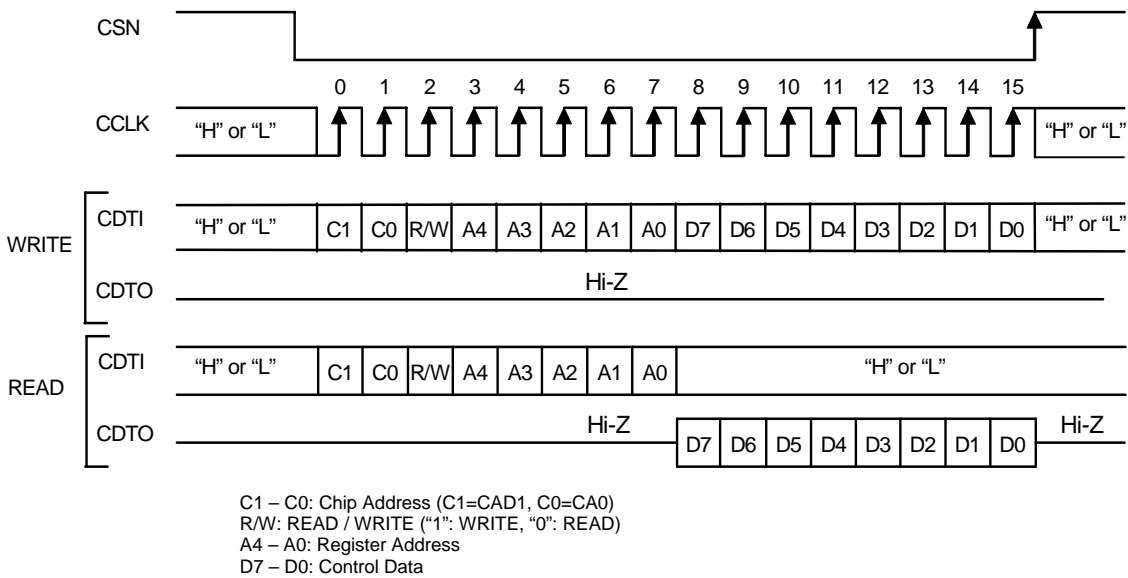 CSN
0 1 2 3 4 5 6 7 8 9 10 11 12 13 14 15
CCLK "H" or "L" "H" or "L"
WRITE
CDTI "H" or "L" C1 C0 R/W A4 A3 A2 A1 A0 D7 D6 D5 D4 D3 D2 D1 D0 "H" or "L"
CDTO Hi-Z
READ
CDTI "H" or "L" C1 C0 R/W A4 A3 A2 A1 A0 "H" or "L"
CDTO Hi-Z D7 D6 D5 D4 D3 D2 D1 D0 Hi-Z
C1 – C0: Chip Address (C1=CAD1, C0=CA0)
R/W: READ / WRITE ("1": WRITE, "0": READ)
A4 – A0: Register Address
D7 – D0: Control Data